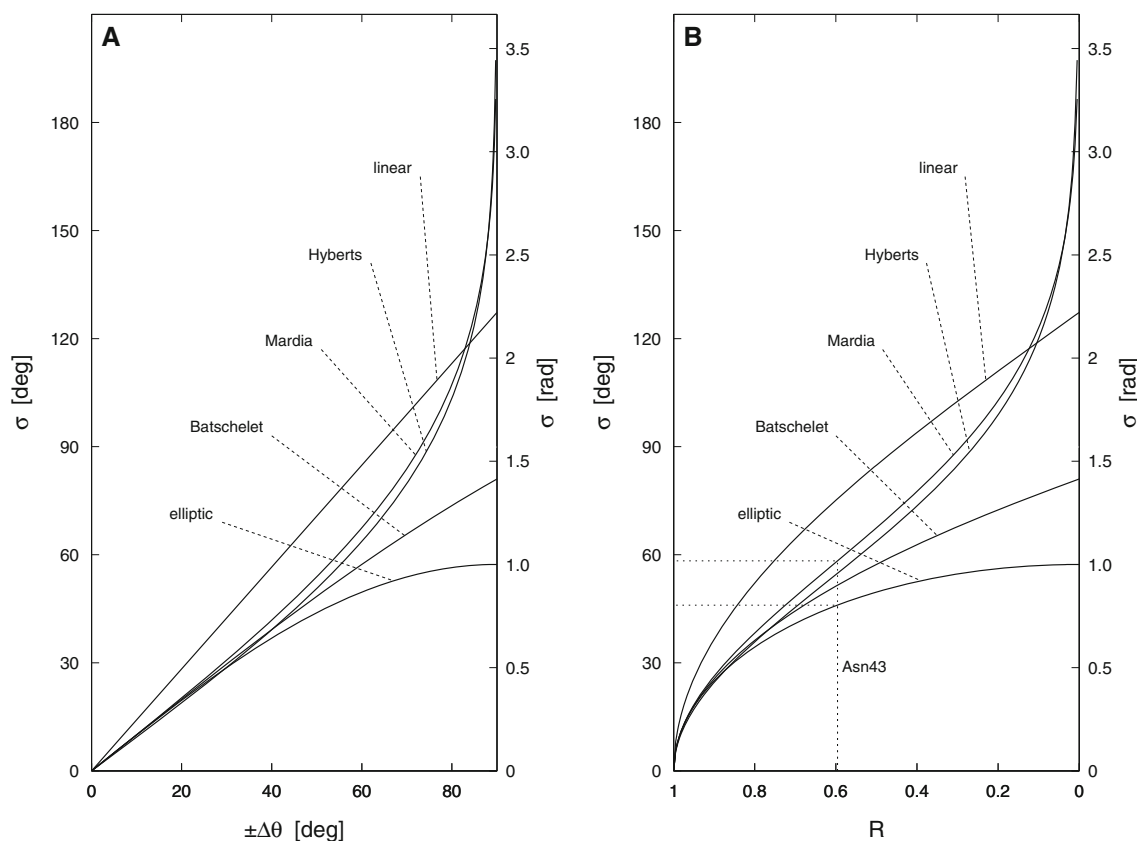 A
180
150
120
90
60
30
0
σ [deg]
3.5
3.0
2.5
2
1.5
1.0
0.5
0
σ [rad]
linear
Hyberts
Mardia
Batschelet
elliptic
0 20 40 60 80
±Δθ [deg]
B
180
150
120
90
60
30
0
σ [deg]
3.5
3.0
2.5
2
1.5
1.0
0.5
0
σ [rad]
linear
Hyberts
Mardia
Batschelet
elliptic
Asn43
1 0.8 0.6 0.4 0.2 0
R